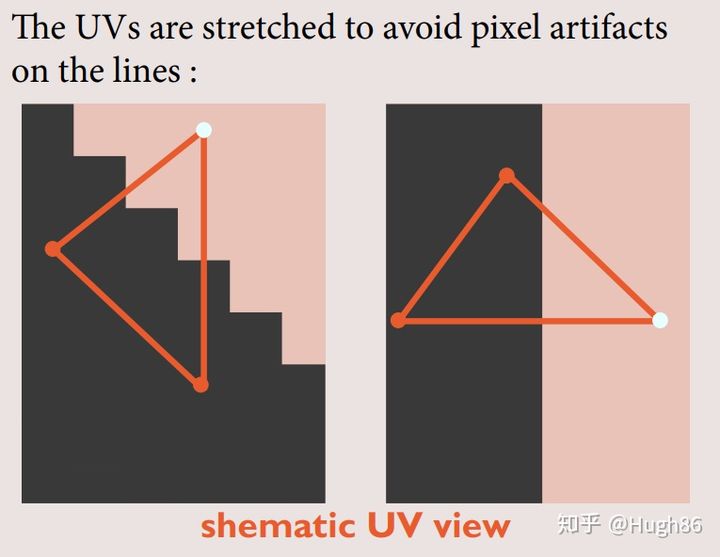 The UVs are stretched to avoid pixel artifacts
on the lines :
shematic UV view
知乎 @Hugh86